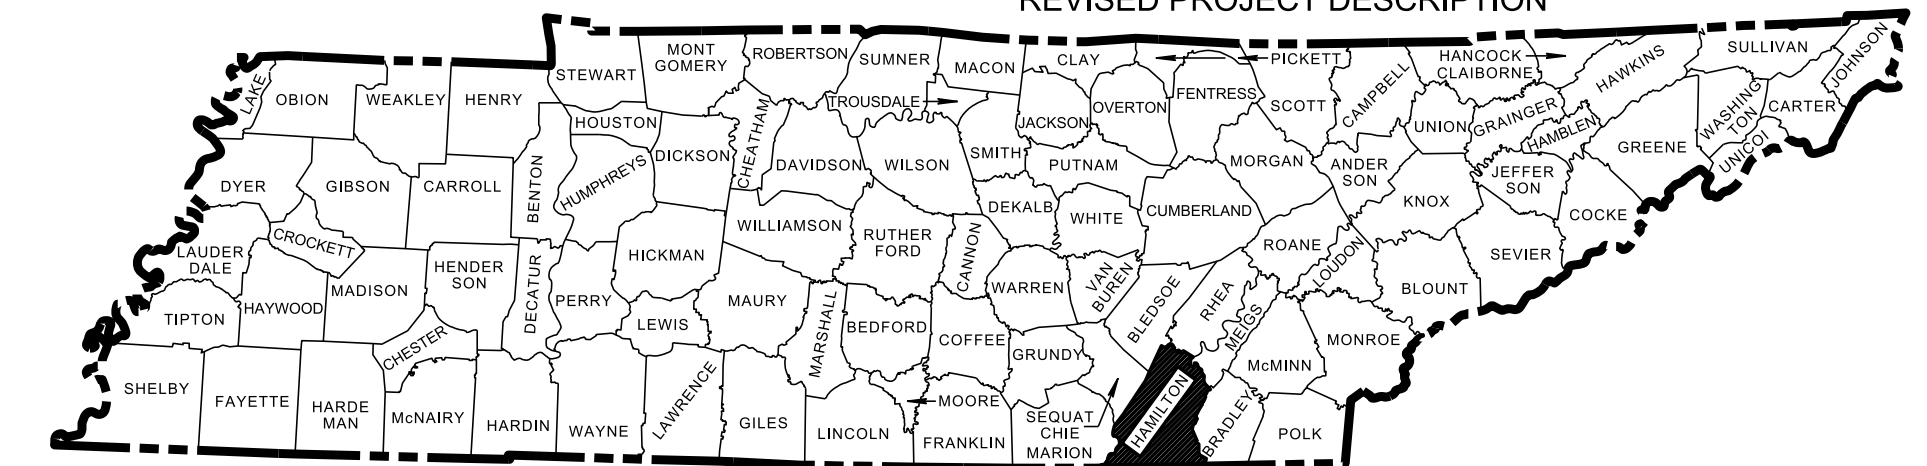 REVISED PROJECT DESCRIPTION
LAKE
OBION
WEAKLEY
HENRY
STEWART
MONT
GOMERY
ROBERTSON
SUMNER
MACON
CLAY
PICKETT
HANCOCK
CLAIBORNE
HAWKINS
SULLIVAN
JOHNSON
TROUSDALE
HOUSTON
CHEATHAM
JACKSON
OVERTON
FENTRESS
SCOTT
CAMPBELL
UNION
GRAINGER
HAMBLEN
WASHING
TON
CARTER
UNICOI
GREENE
DYER
GIBSON
CARROLL
BENTON
HUMPHREYS
DICKSON
DAVIDSON
WILSON
SMITH
PUTNAM
MORGAN
ANDER
SON
KNOX
JEFFER
SON
COCKE
LAUDER
DALE
CROCKETT
HAYWOOD
MADISON
HENDER
SON
DECATUR
PERRY
HICKMAN
WILLIAMSON
RUTHER
FORD
CANNON
DEKALB
WHITE
CUMBERLAND
ROANE
LOUDON
BLOUNT
SEVIER
TIPTON
CHESTER
LEWIS
MAURY
MARSHALL
BEDFORD
COFFEE
WARREN
VAN
BUREN
GRUNDY
BLEDSOE
RHEA
MEIGS
McMINN
MONROE
SHELBY
FAYETTE
HARDE
MAN
McNAIRY
HARDIN
WAYNE
LAWRENCE
GILES
LINCOLN
MOORE
FRANKLIN
SEQUAT
CHIE
MARION
HAMILTON
BRADLEY
POLK